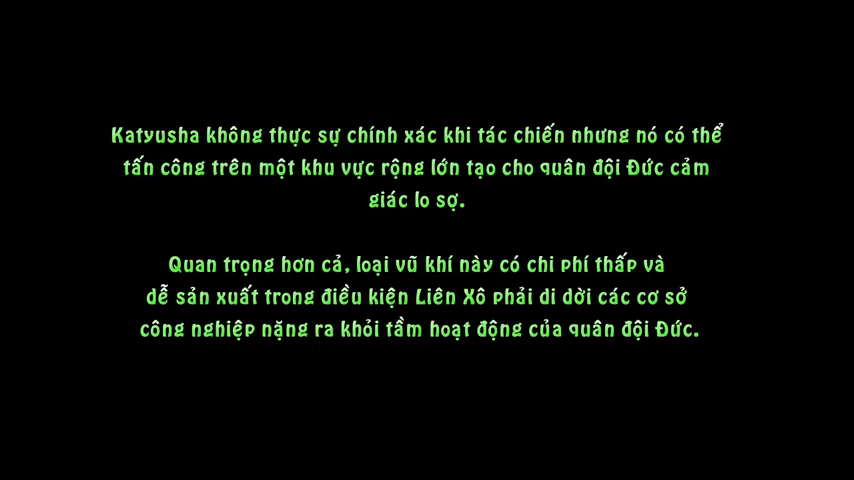 Katyusha không thực sự chính xác khi tác chiến nhưng nó có thể
tấn công trên một khu vực rộng lớn tạo cho quân đội Đức cảm
giác lo sợ.
Quan trọng hơn cả, loại vũ khí này có chi phí thấp và
dễ sản xuất trong điều kiện Liên Xô phải di dời các cơ sở
công nghiệp nặng ra khỏi tầm hoạt động của quân đội Đức.